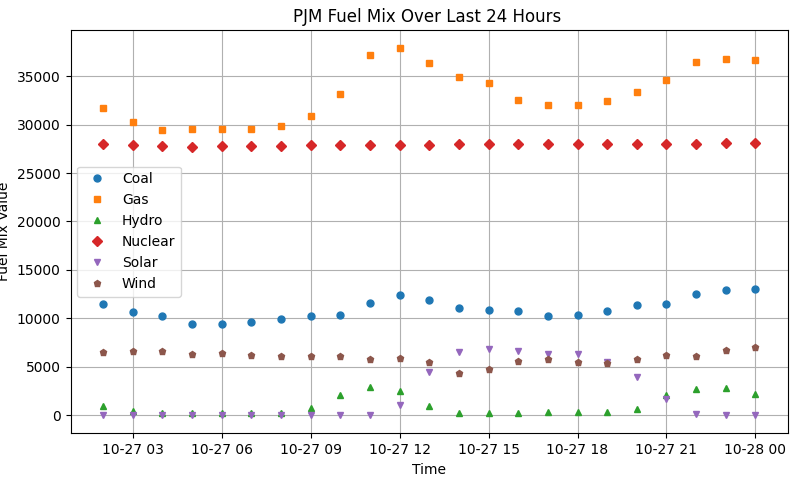 PJM Fuel Mix Over Last 24 Hours
35000
30000
25000
20000
15000
10000
5000
0
Fuel Mix Value
Coal
Gas
Hydro
Nuclear
Solar
Wind
10-27 03 10-27 06 10-27 09 10-27 12 10-27 15 10-27 18 10-27 21 10-28 00
Time